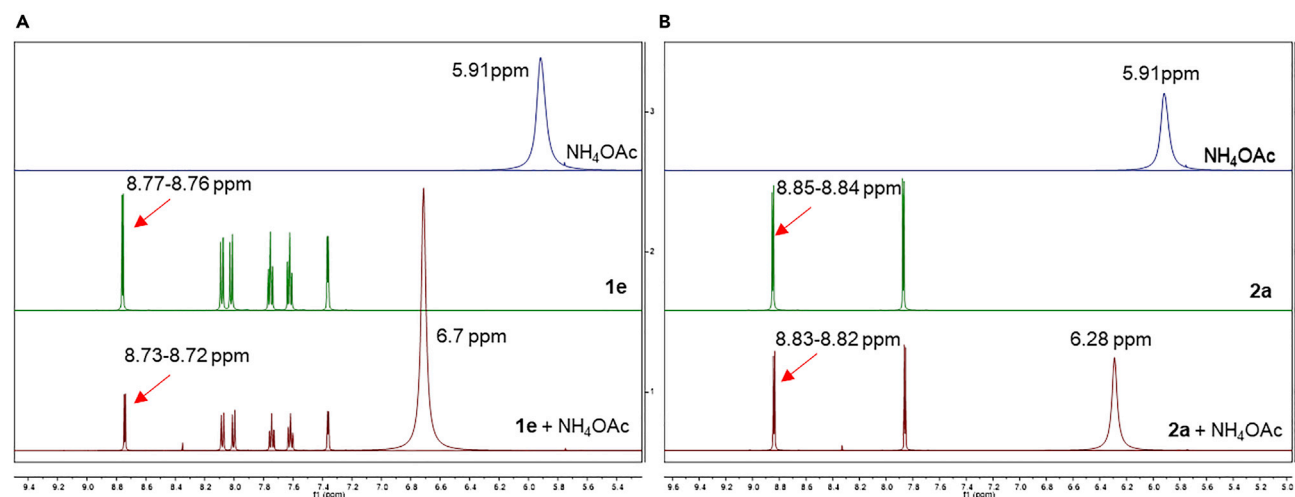 A
5.91 ppm
NH4OAc
3
8.77-8.76 ppm
1e
2
8.73-8.72 ppm
6.7 ppm
1e + NH4OAc
1
9.4 9.2 9.0 8.8 8.6 8.4 8.2 8.0 7.8 7.6 7.4 7.2 7.0 6.8 6.6 6.4 6.2 6.0 5.8 5.6 5.4
f1 (ppm)
B
5.91ppm
NH4OAc
8.85-8.84 ppm
2a
8.83-8.82 ppm
6.28 ppm
2a + NH4OAc
9.6 9.4 9.2 9.0 8.8 8.6 8.4 8.2 8.0 7.8 7.6 7.4 7.2 7.0 6.8 6.6 6.4 6.2 6.0 5.8 5.6 5.4 5.2 5.0
f1 (ppm)